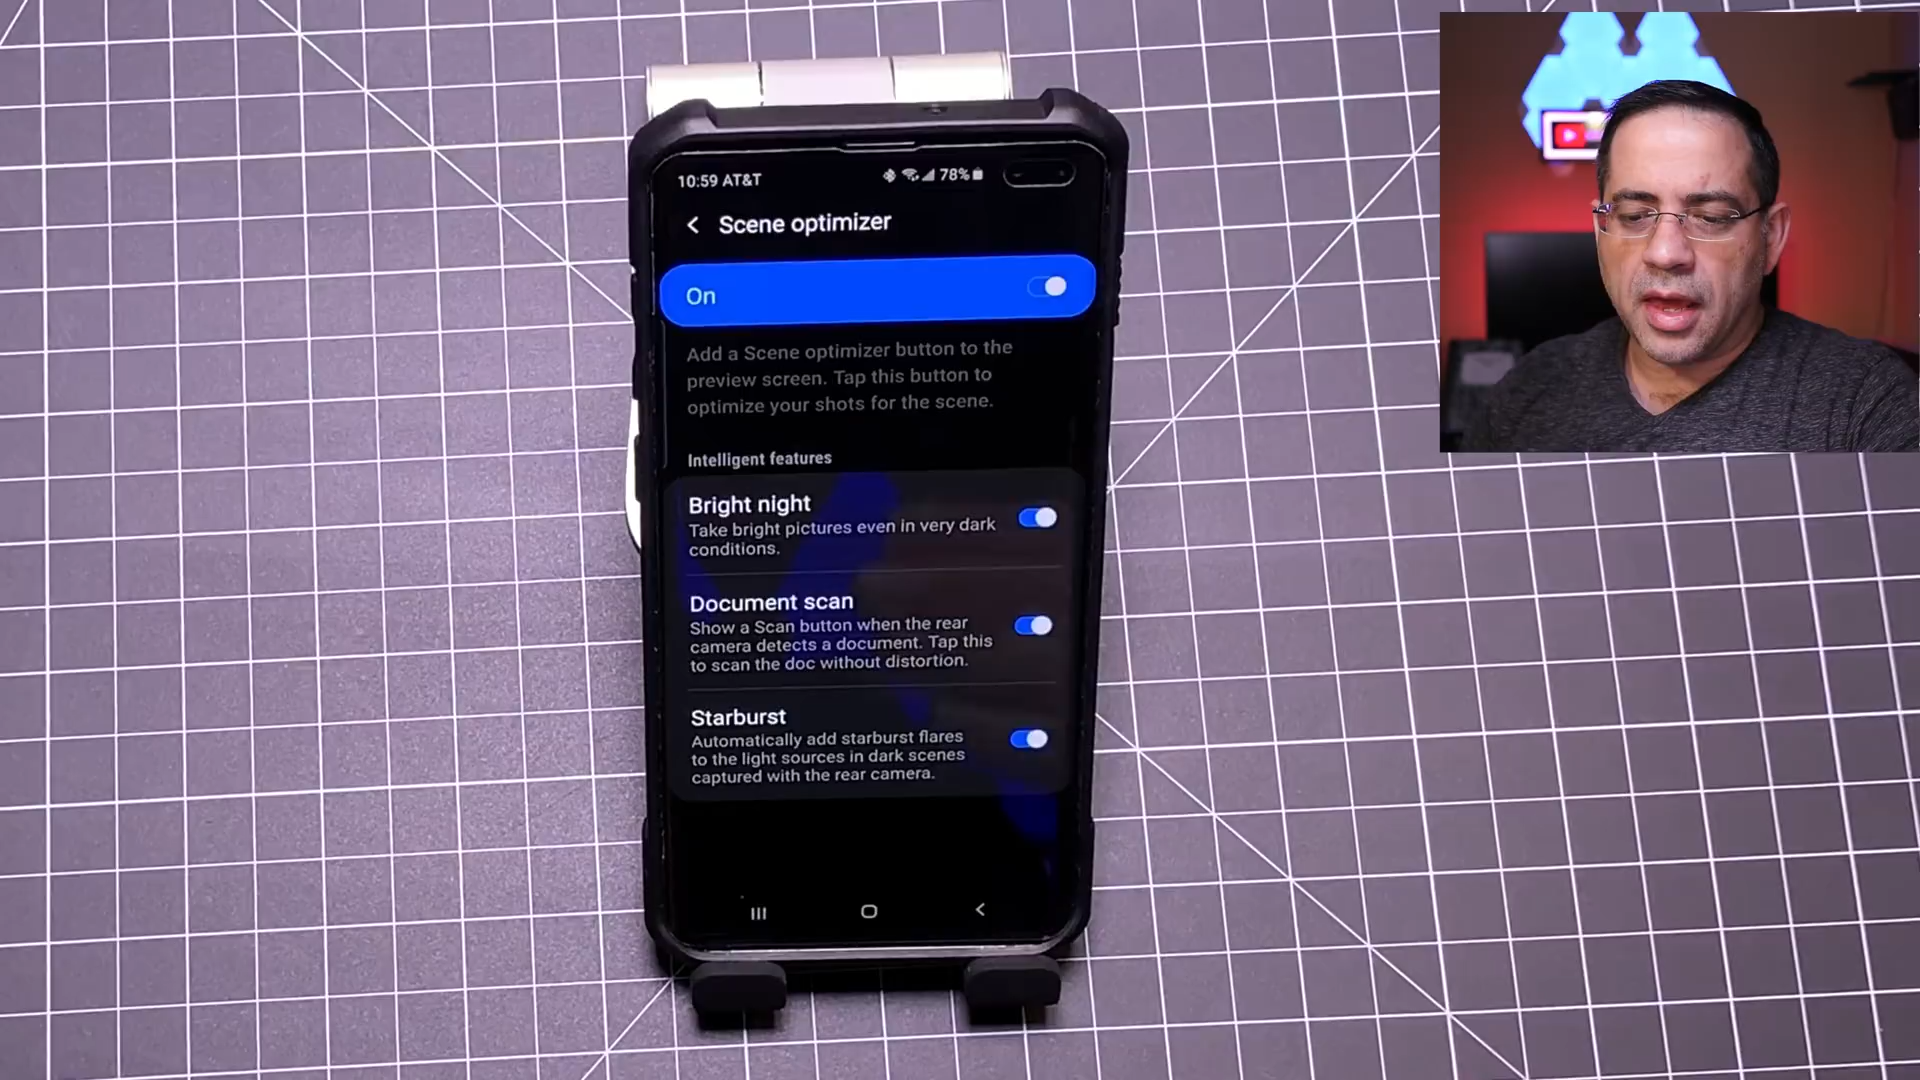 10:59 AT&T 78%
Scene optimizer
On
Add a Scene optimizer button to the
preview screen. Tap this button to
optimize your shots for the scene.
Intelligent features
Bright night
Take bright pictures even in very dark
conditions.
Document scan
Show a Scan button when the rear
camera detects a document. Tap this
to scan the doc without distortion.
Starburst
Automatically add starburst flares
to the light sources in dark scenes
captured with the rear camera.